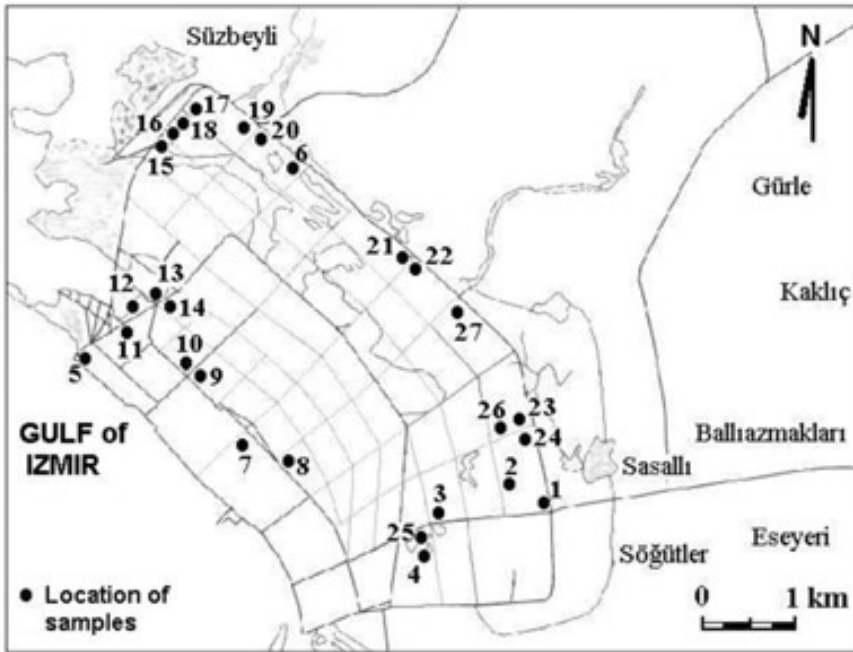 Süzbeyli
N
17
19
16
18
20
15
6
Gürle
21
22
Kaklıç
12
13
14
27
11
10
5
9
26
23
GULF of
IZMIR
24
Ballıazmakları
7
8
2
Sasallı
3
1
25
Söğütler
Eseyeri
4
Location of
samples
0
1 km